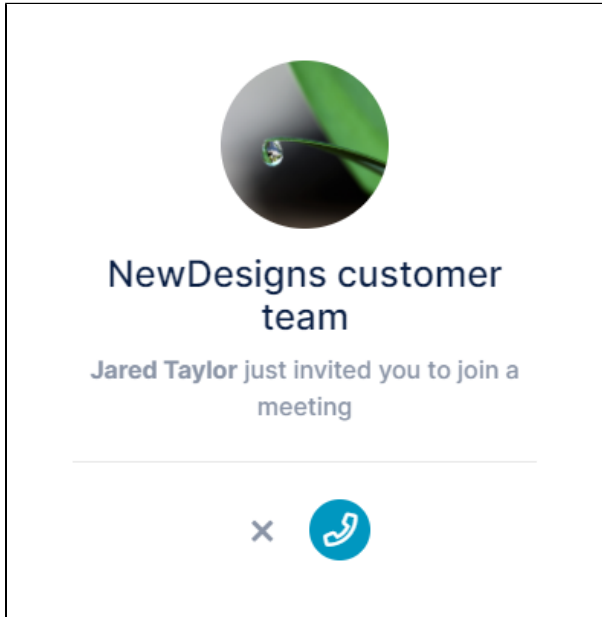 NewDesigns customer
team
Jared Taylor just invited you to join a
meeting